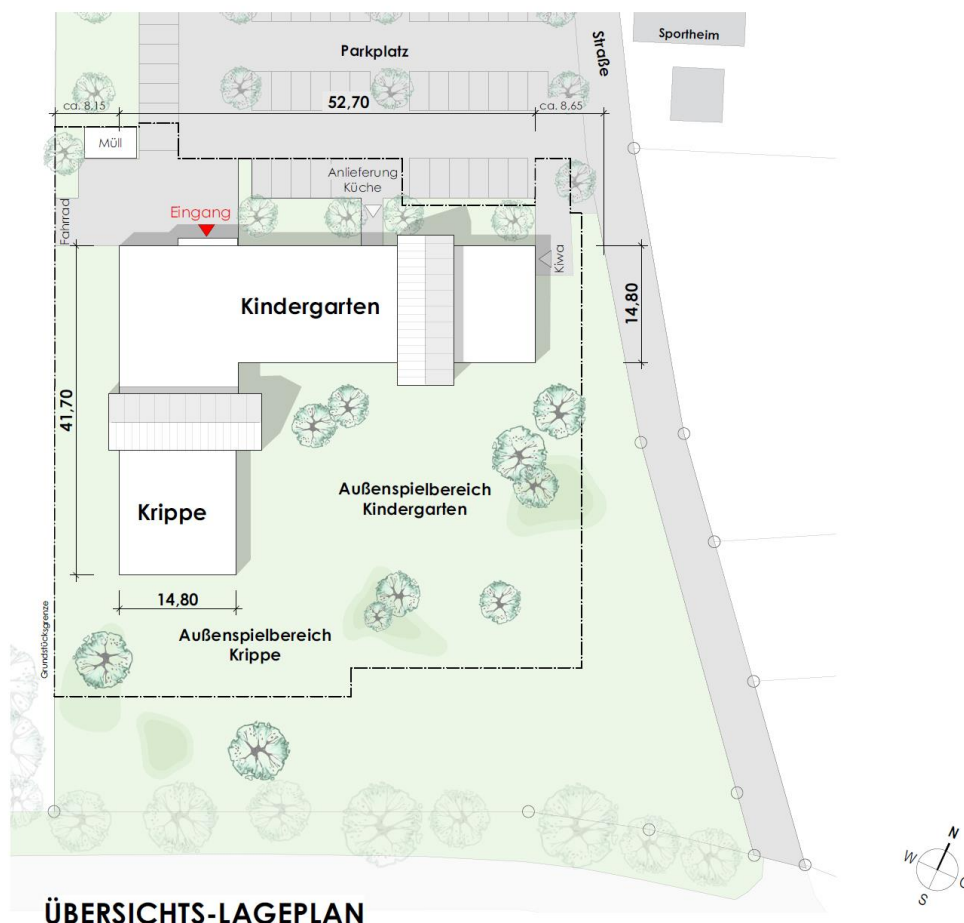 Sportheim
Straße
Parkplatz
ca. 8,15
52,70
ca. 8,65
Müll
Anlieferung
Küche
Fahrrad
Eingang
Kiwa
Kindergarten
14,80
41,70
Außenspielbereich
Kindergarten
Krippe
14,80
Grundstücksgrenze
Außenspielbereich
Krippe
N
W
O
S
ÜBERSICHTS-LAGEPLAN